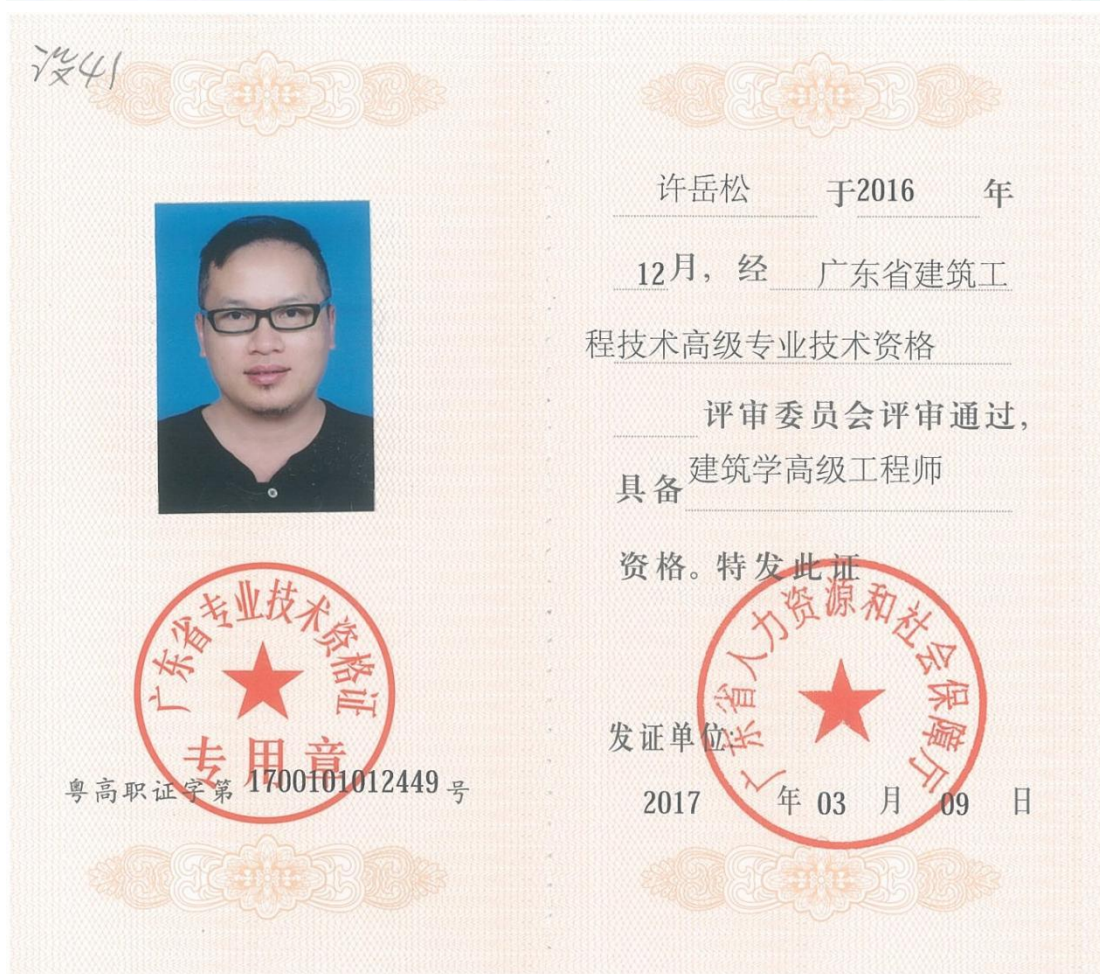 设41
广东省专业技术资格证
专用章
粤高职证字第 1700101012449 号
许岳松 于2016 年
12月，经 广东省建筑工
程技术高级专业技术资格
评审委员会评审通过，
具备 建筑学高级工程师
资格。特发此证
广东省人力资源和社会保障厅
发证单位：
2017 年 03 月 09 日